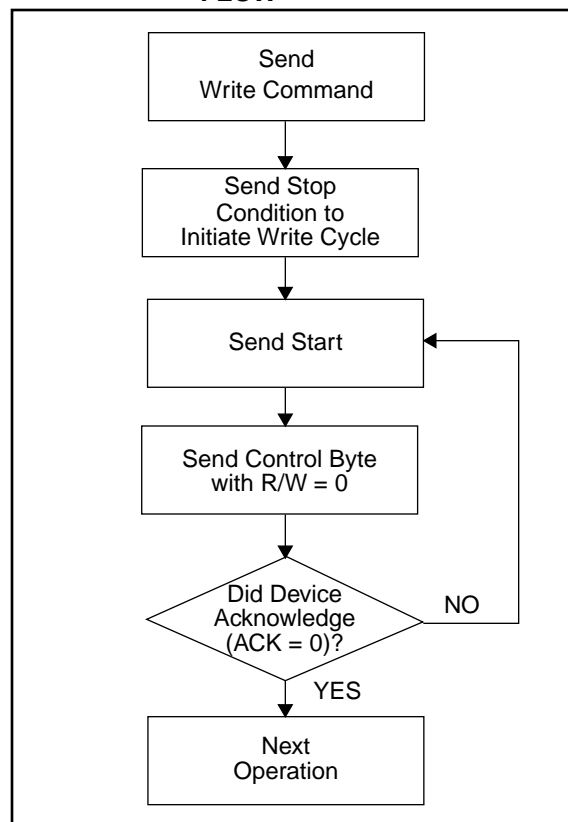 Send
Write Command
Send Stop
Condition to
Initiate Write Cycle
Send Start
Send Control Byte
with R/W = 0
Did Device
Acknowledge
(ACK = 0)?
NO
YES
Next
Operation